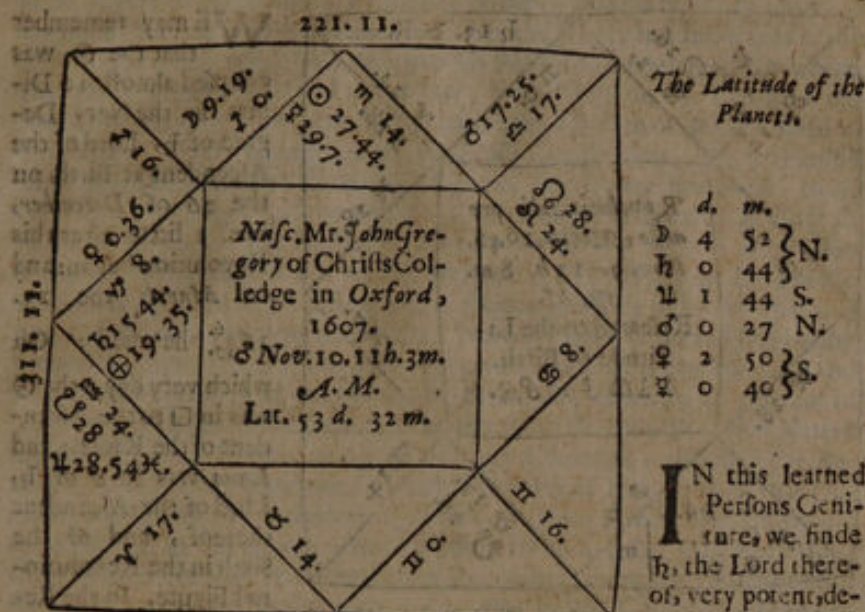 221. 11.
♐ 16.
☽ 9. 19.
♐ ☌
☿ 29. 7.
☉ 27. 44.
♏ 14.
♂ 17. 25.
♎ 17.
☊ 28.
♌ 24.
♋ 8.
♊ 16.
♊ 0.
♉ 14.
♈ 17.
♃ 28. 54 ♓.
☋ 28
♒ 24.
⊕ 19. 35.
♄ 15. 44.
♑ 8.
♀ 0. 36.
311. 11.
Naſc. Mr. John Gre-
gory of Chriſts Col-
ledge in Oxford,
1607.
♂ Nov. 10. 11h. 3m.
A. M.
Lat. 53 d. 32 m.
The Latitude of the
Planets.
d. m.
☽ 4 52 } N.
♄ 0 44
♃ 1 44 S.
♂ 0 27 N.
♀ 2 50 } S.
☿ 0 40
IN this learned
Perſons Geni-
ture, we finde
♄, the Lord there-
of, very potent, de-